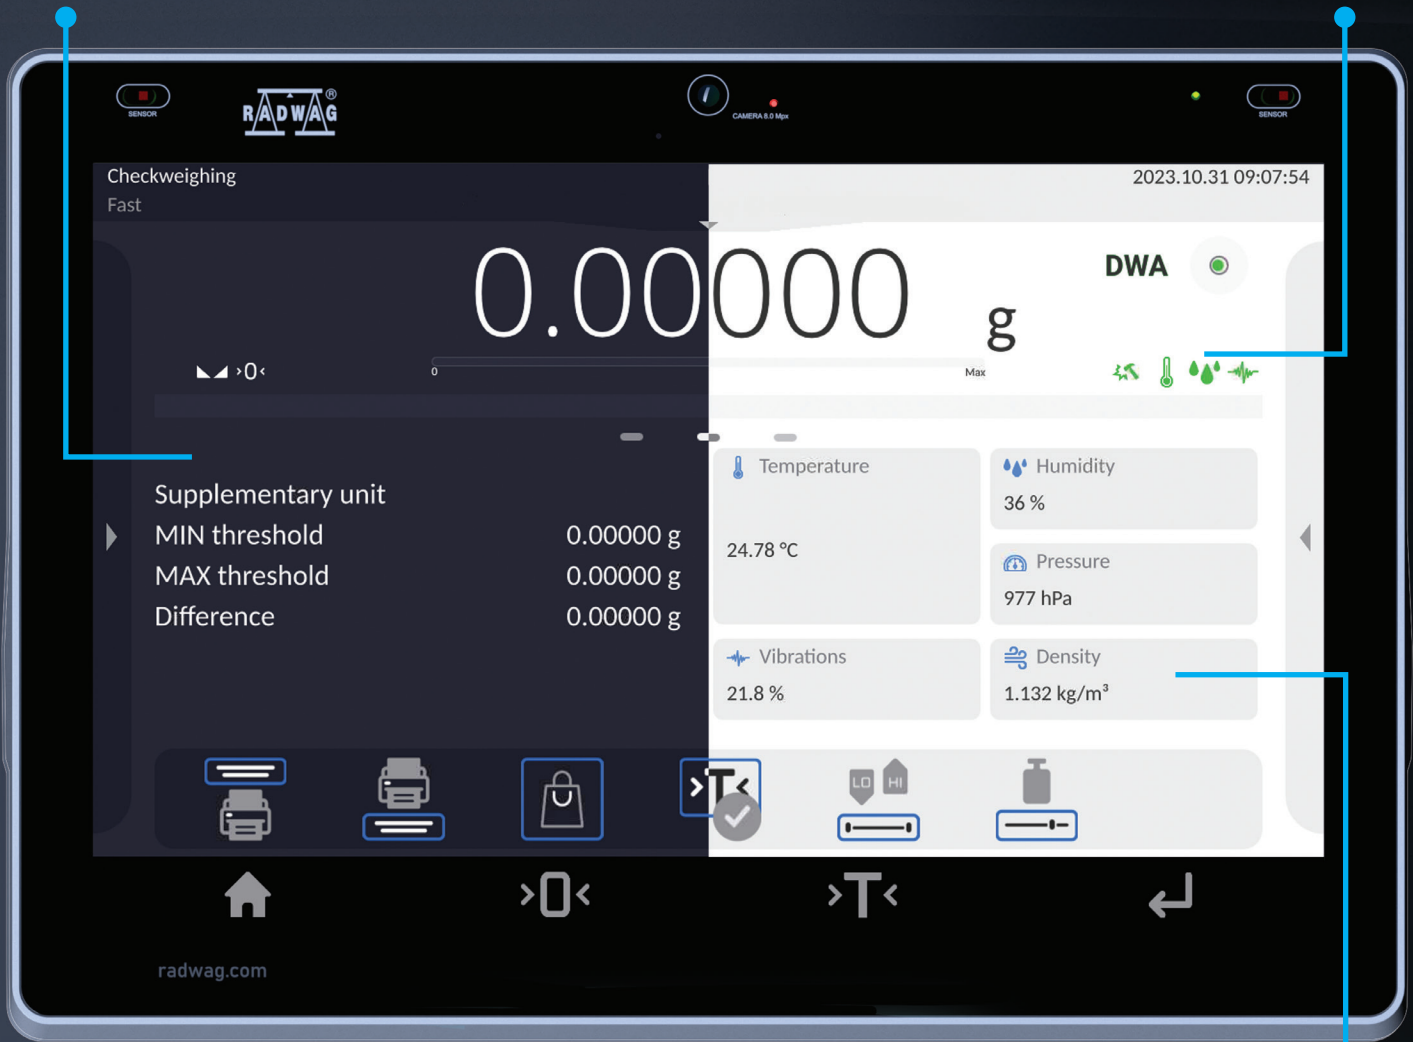 SENSOR
RADWAG®
CAMERA 8.0 Mpx
SENSOR
Checkweighing
2023.10.31 09:07:54
Fast
0.00000 g
DWA
>0<
0
Max
Supplementary unit
MIN threshold 0.00000 g
MAX threshold 0.00000 g
Difference 0.00000 g
Temperature
24.78 °C
Humidity
36 %
Pressure
977 hPa
Vibrations
21.8 %
Density
1.132 kg/m³
>T<
LO HI
>0<
>T<
radwag.com